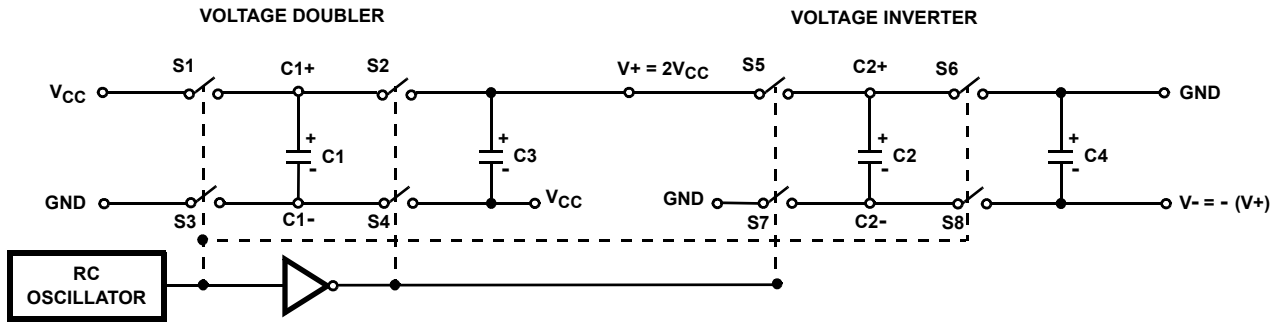 VOLTAGE DOUBLER
VOLTAGE INVERTER
S1
C1+
S2
V+ = 2VCC
S5
C2+
S6
VCC
GND
+
C1
-
+
C3
-
+
C2
-
+
C4
-
GND
S3
C1-
S4
VCC
GND
S7
C2-
S8
V- = - (V+)
RC
OSCILLATOR